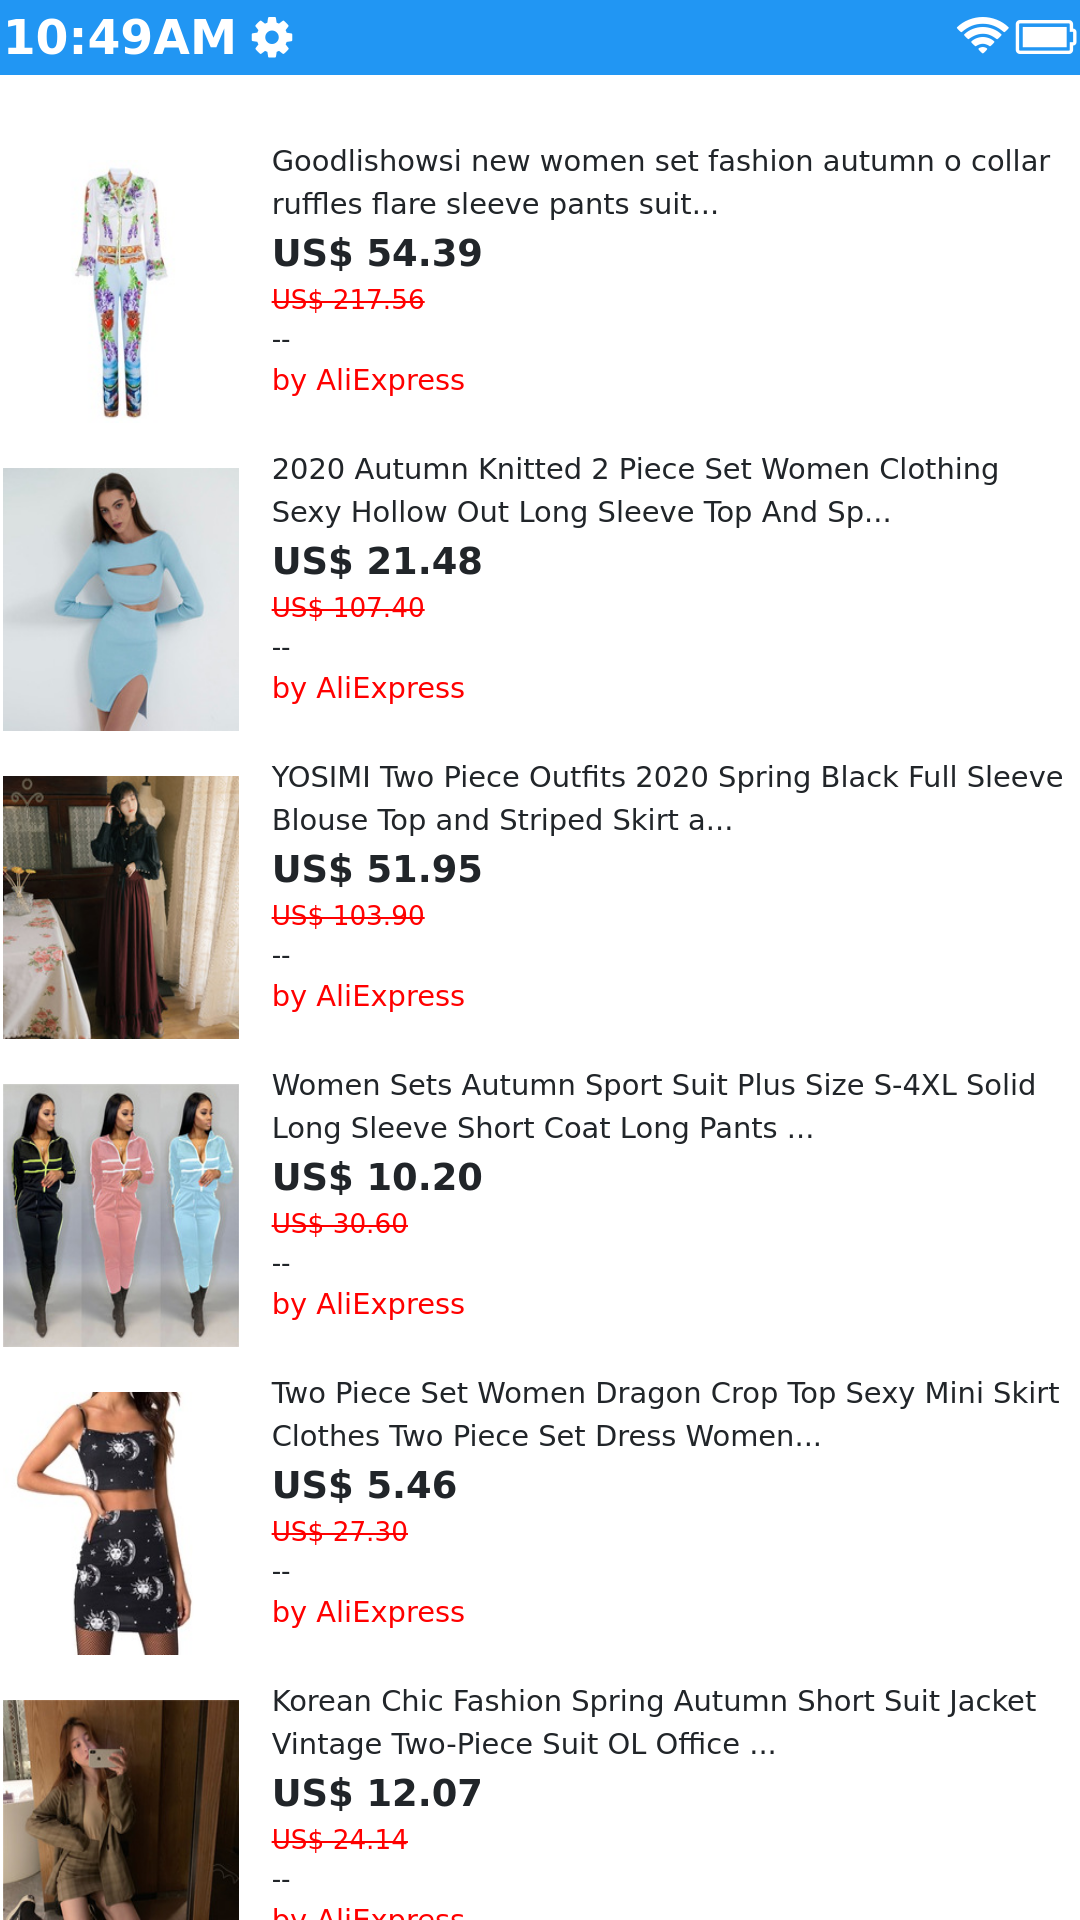 10:49AM
Goodlishowsi new women set fashion autumn o collar
ruffles flare sleeve pants suit...
US$ 54.39
US$ 217.56
--
by AliExpress
2020 Autumn Knitted 2 Piece Set Women Clothing
Sexy Hollow Out Long Sleeve Top And Sp...
US$ 21.48
US$ 107.40
--
by AliExpress
YOSIMI Two Piece Outfits 2020 Spring Black Full Sleeve
Blouse Top and Striped Skirt a...
US$ 51.95
US$ 103.90
--
by AliExpress
Women Sets Autumn Sport Suit Plus Size S-4XL Solid
Long Sleeve Short Coat Long Pants ...
US$ 10.20
US$ 30.60
--
by AliExpress
Two Piece Set Women Dragon Crop Top Sexy Mini Skirt
Clothes Two Piece Set Dress Women...
US$ 5.46
US$ 27.30
--
by AliExpress
Korean Chic Fashion Spring Autumn Short Suit Jacket
Vintage Two-Piece Suit OL Office ...
US$ 12.07
US$ 24.14
--
by AliExpress